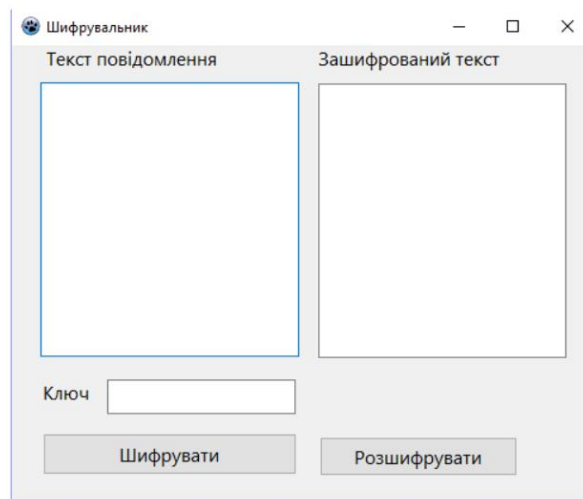 Шифрувальник
Текст повідомлення
Зашифрований текст
Ключ
Шифрувати
Розшифрувати